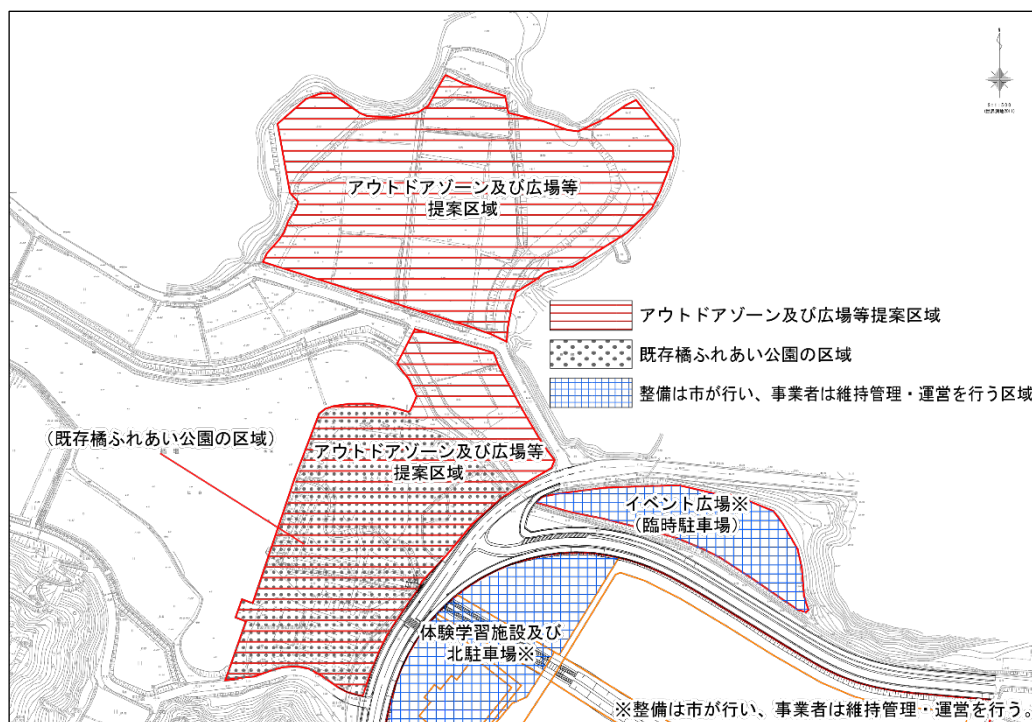 アウトドアゾーン及び広場等
提案区域
アウトドアゾーン及び広場等提案区域
既存橘ふれあい公園の区域
整備は市が行い、事業者は維持管理・運営を行う区域
(既存橘ふれあい公園の区域)
アウトドアゾーン及び広場等
提案区域
イベント広場※
(臨時駐車場)
体験学習施設及び
北駐車場※
※整備は市が行い、事業者は維持管理・運営を行う。